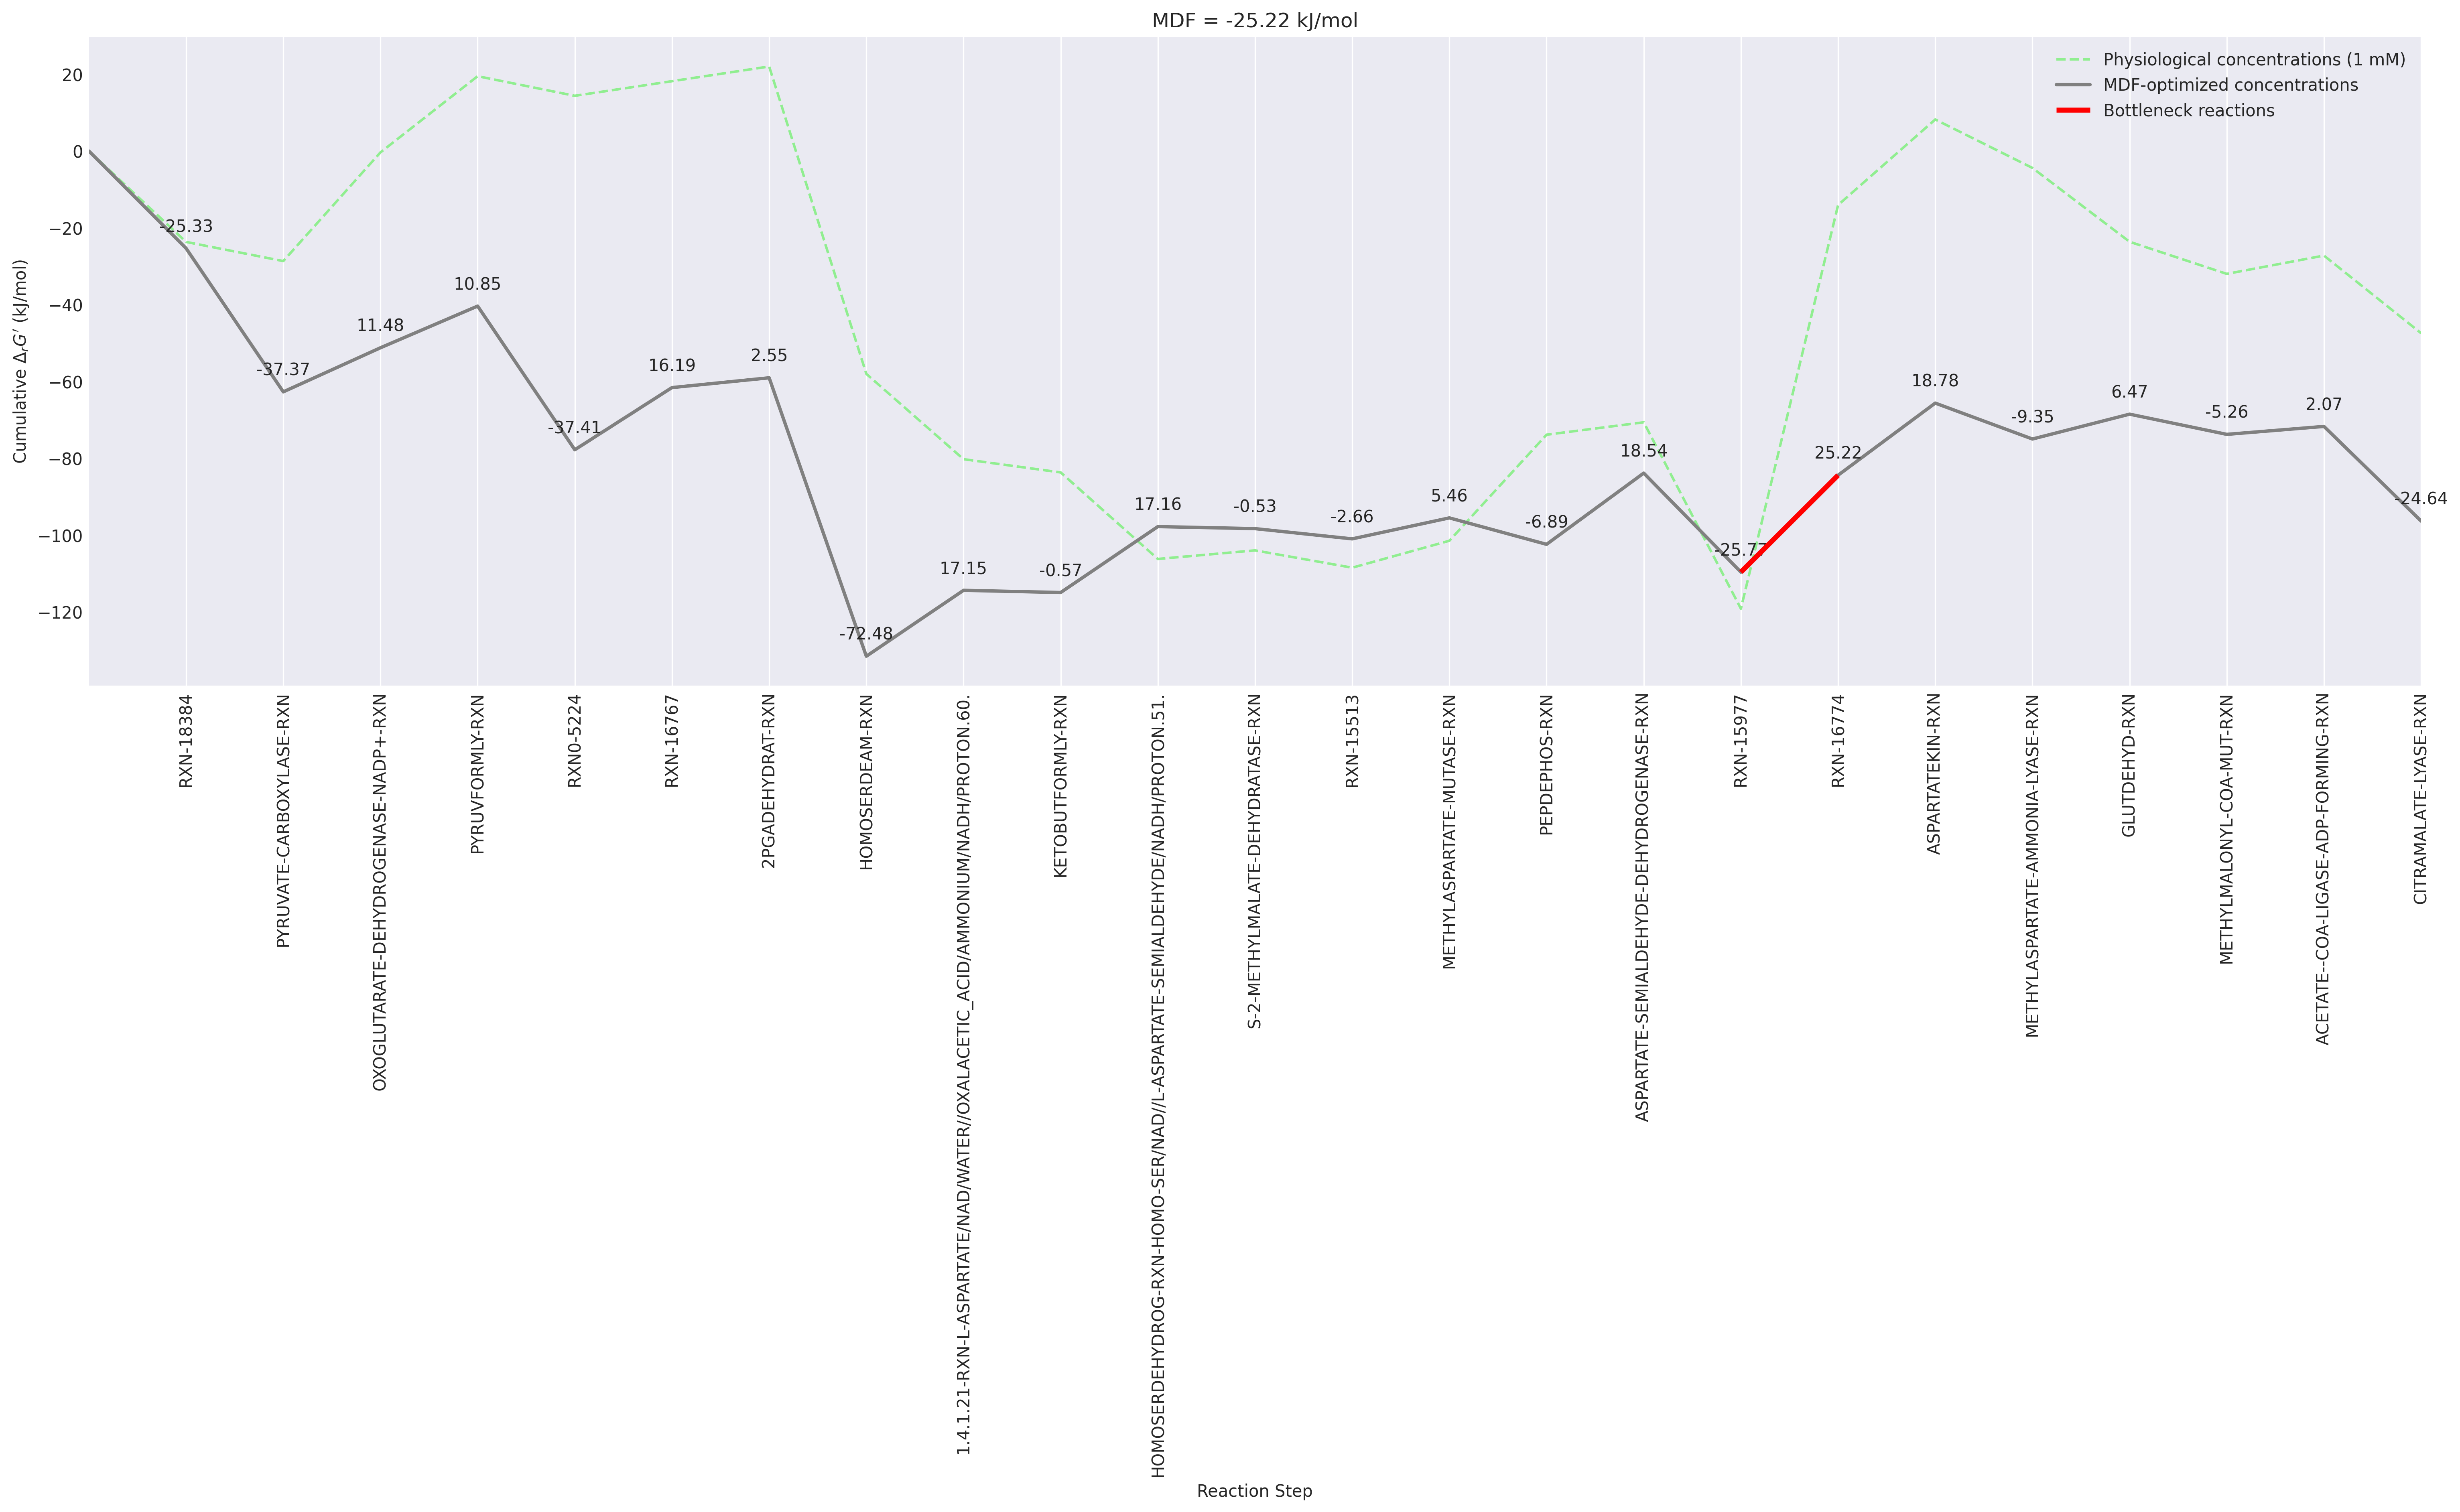 MDF = -25.22 kJ/mol
Physiological concentrations (1 mM)
MDF-optimized concentrations
Bottleneck reactions
Cumulative ΔrG′ (kJ/mol)
20
0
−20
−40
−60
−80
−100
−120
-25.33
-37.37
11.48
10.85
-37.41
16.19
2.55
-72.48
17.15
-0.57
17.16
-0.53
-2.66
5.46
-6.89
18.54
-25.77
25.22
18.78
-9.35
6.47
-5.26
2.07
-24.64
RXN-18384
PYRUVATE-CARBOXYLASE-RXN
OXOGLUTARATE-DEHYDROGENASE-NADP+-RXN
PYRUVFORMLY-RXN
RXN0-5224
RXN-16767
2PGADEHYDRAT-RXN
HOMOSERDEAM-RXN
1.4.1.21-RXN-L-ASPARTATE/NAD/WATER//OXALACETIC_ACID/AMMONIUM/NADH/PROTON.60.
KETOBUTFORMLY-RXN
HOMOSERDEHYDROG-RXN-HOMO-SER/NAD//L-ASPARTATE-SEMIALDEHYDE/NADH/PROTON.51.
S-2-METHYLMALATE-DEHYDRATASE-RXN
RXN-15513
METHYLASPARTATE-MUTASE-RXN
PEPDEPHOS-RXN
ASPARTATE-SEMIALDEHYDE-DEHYDROGENASE-RXN
RXN-15977
RXN-16774
ASPARTATEKIN-RXN
METHYLASPARTATE-AMMONIA-LYASE-RXN
GLUTDEHYD-RXN
METHYLMALONYL-COA-MUT-RXN
ACETATE--COA-LIGASE-ADP-FORMING-RXN
CITRAMALATE-LYASE-RXN
Reaction Step